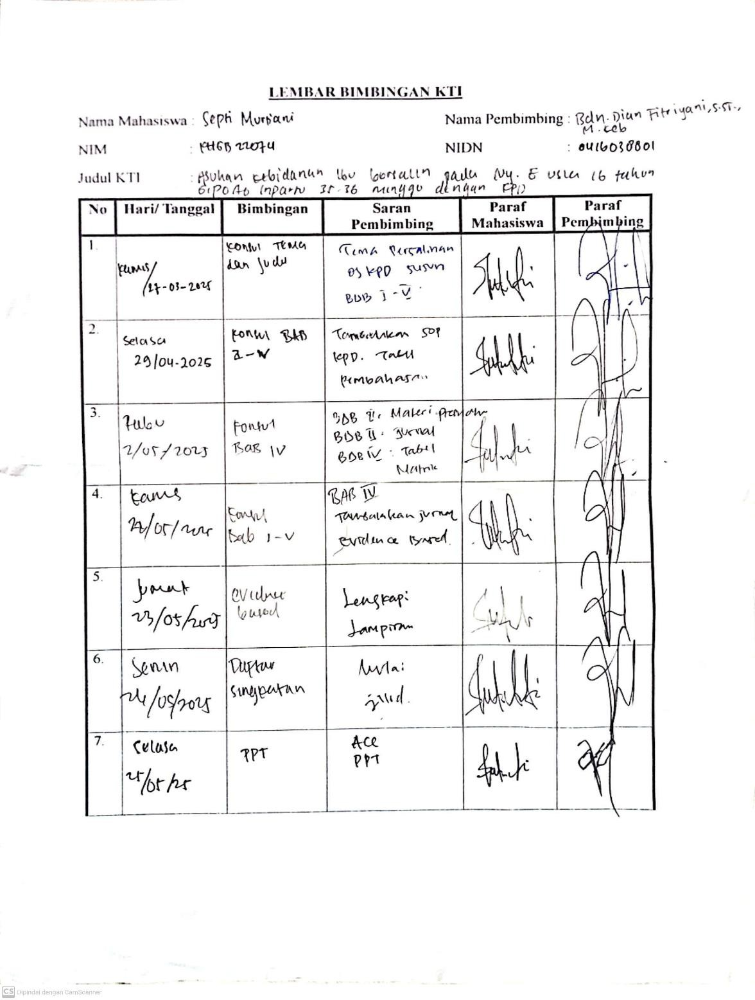 LEMBAR BIMBINGAN KTI
Nama Mahasiswa : Septi Muriani
Nama Pembimbing : Bdn. Dian Fitriyani, S.ST.,
M.Keb
NIM : KHGB22074
NIDN : 0416038801
Judul KTI : Asuhan kebidanan Ibu bersalin pada Ny. E usia 16 tahun
G1P0A0 Inpartu 35-36 minggu dengan KPD
No Hari/ Tanggal Bimbingan Saran Pembimbing Paraf Mahasiswa Paraf Pembimbing
1.
Kamis/
27-03-2025
Konsul Tema
dan Judul
Tema Persalinan
KPD susun
BAB I - V
2.
Selasa
29/04-2025
Konsul BAB
Tambahkan SOP
KPD. Tabel
Pembahasan
3.
Rabu
2/05/2025
Konsul
BAB IV
BAB II. Materi
BAB II : Jurnal
BAB IV : Tabel
Matrik
4.
Kamis
22/05/2025
Konsul
Bab I-V
BAB IV
Tambahkan jurnal
evidence Based.
5.
Jumat
23/05/2025
evidence
based
Lengkapi
Lampiran
6.
Senin
24/05/2025
Daftar
singkatan
Mulai
jilid.
7.
Selasa
25/05/25
PPT
ACC
PPT
CS Dipindai dengan CamScanner